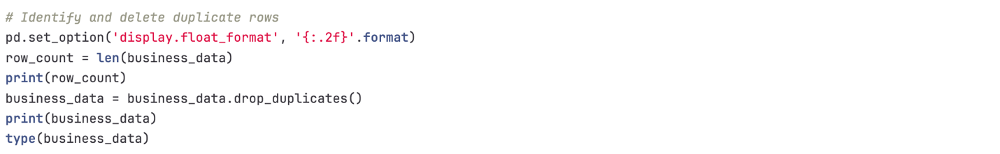 # Identify and delete duplicate rows
pd.set_option('display.float_format', '{:.2f}'.format)
row_count = len(business_data)
print(row_count)
business_data = business_data.drop_duplicates()
print(business_data)
type(business_data)